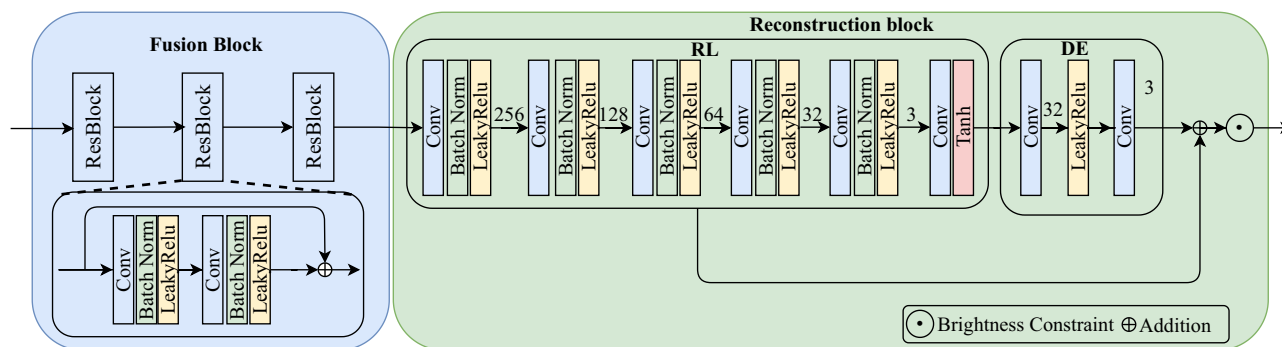 Fusion Block
ResBlock
ResBlock
ResBlock
Conv
Batch Norm
LeakyRelu
Conv
Batch Norm
LeakyRelu
Reconstruction block
RL
Conv
Batch Norm
LeakyRelu
256
Conv
Batch Norm
LeakyRelu
128
Conv
Batch Norm
LeakyRelu
64
Conv
Batch Norm
LeakyRelu
32
Conv
Batch Norm
LeakyRelu
3
Conv
Tanh
DE
Conv
32
LeakyRelu
Conv
3
Brightness Constraint ⊕Addition